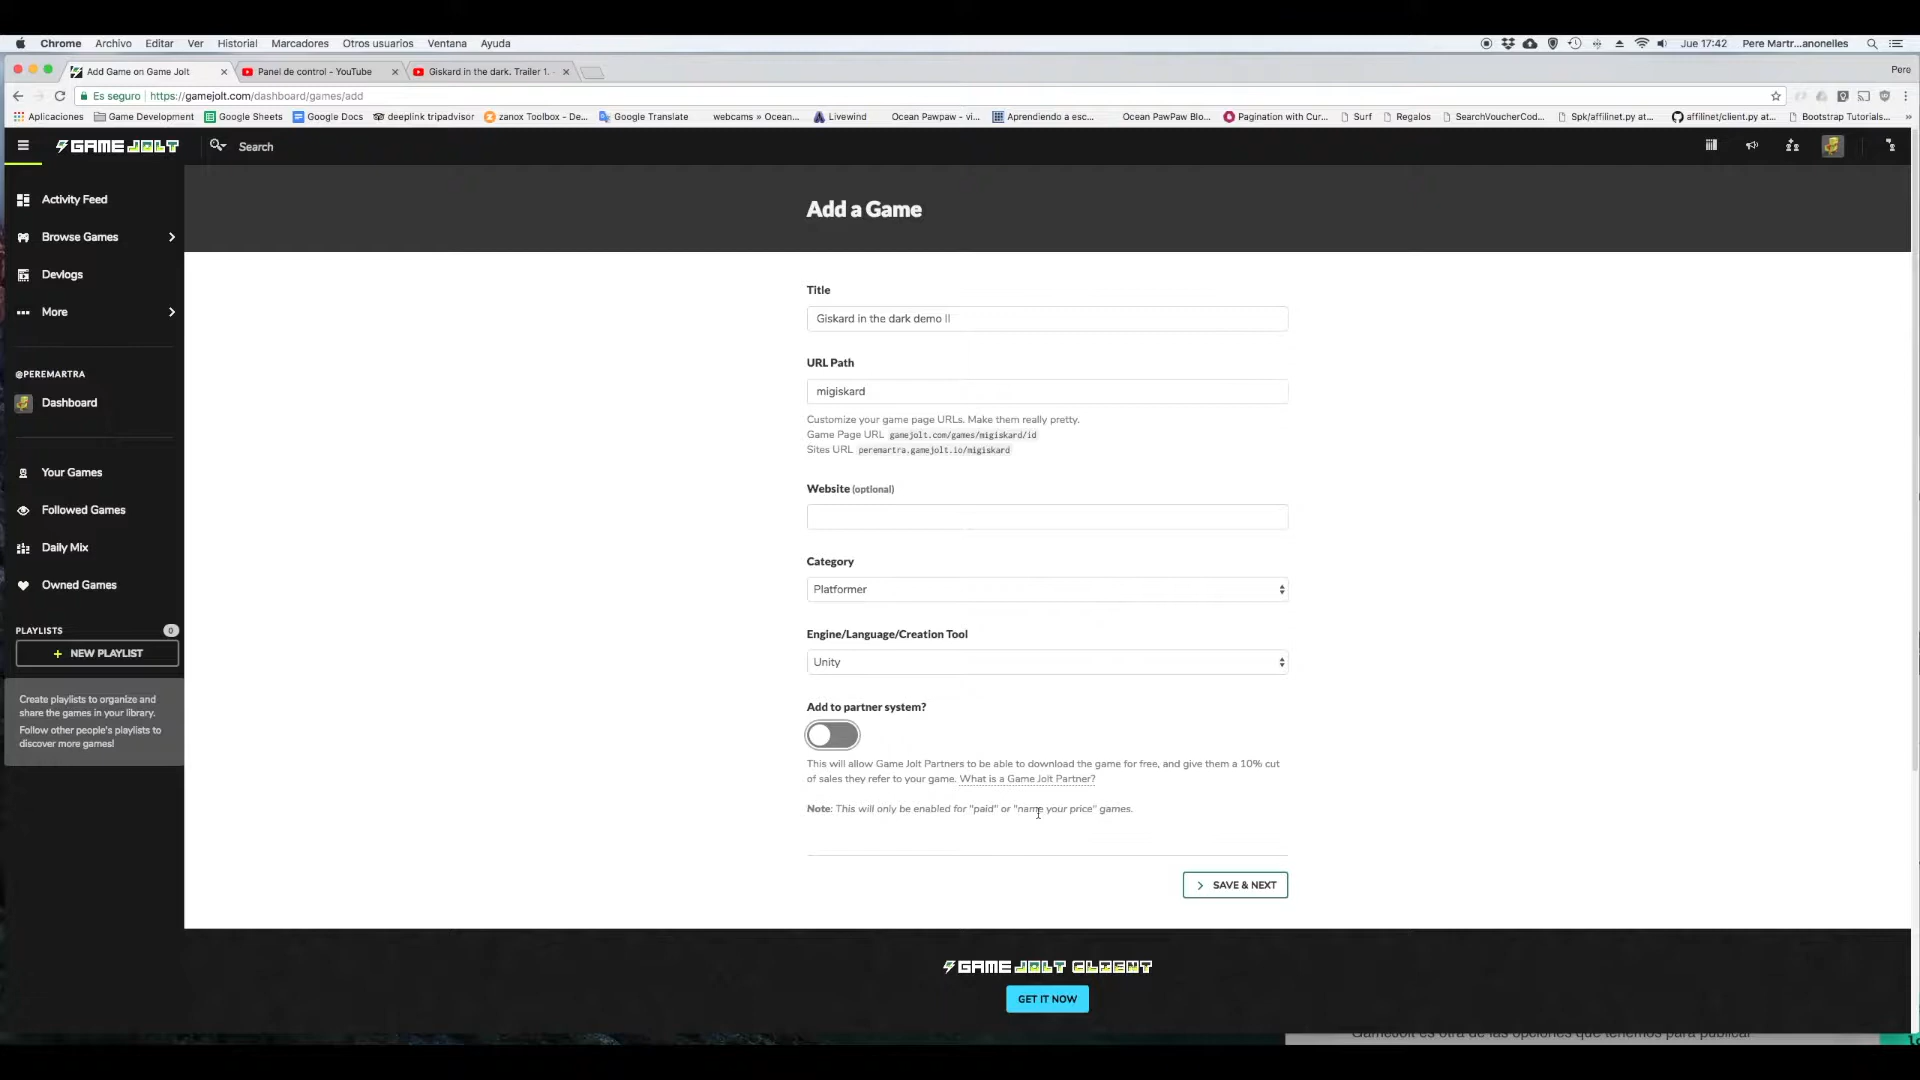 Chrome Archivo Editar Ver Historial Marcadores Otros usuarios Ventana Ayuda
Jue 17:42 Pere Martr...anonelles
Add Game on Game Jolt
Panel de control - YouTube
Giskard in the dark. Trailer 1. -
Pere
Es seguro https://gamejolt.com/dashboard/games/add
Aplicaciones Game Development Google Sheets Google Docs deeplink tripadvisor zanox Toolbox - De... Google Translate webcams » Ocean... Livewind Ocean Pawpaw - vi... Aprendiendo a esc... Ocean PawPaw Blo... Pagination with Cur... Surf Regalos SearchVoucherCod... Spk/affilinet.py at... affilinet/client.py at... Bootstrap Tutorials... »
GAME JOLT
Search
Activity Feed
Browse Games
Devlogs
More
@PEREMARTRA
Dashboard
Your Games
Followed Games
Daily Mix
Owned Games
PLAYLISTS 0
+ NEW PLAYLIST
Create playlists to organize and
share the games in your library.
Follow other people's playlists to
discover more games!
Add a Game
Title
Giskard in the dark demo II
URL Path
migiskard
Customize your game page URLs. Make them really pretty.
Game Page URL gamejolt.com/games/migiskard/id
Sites URL peremartra.gamejolt.io/migiskard
Website (optional)
Category
Platformer
Engine/Language/Creation Tool
Unity
Add to partner system?
This will allow Game Jolt Partners to be able to download the game for free, and give them a 10% cut
of sales they refer to your game. What is a Game Jolt Partner?
Note: This will only be enabled for "paid" or "name your price" games.
SAVE & NEXT
GAME JOLT CLIENT
GET IT NOW
GameJolt es otra de las opciones que tenemos para publicar